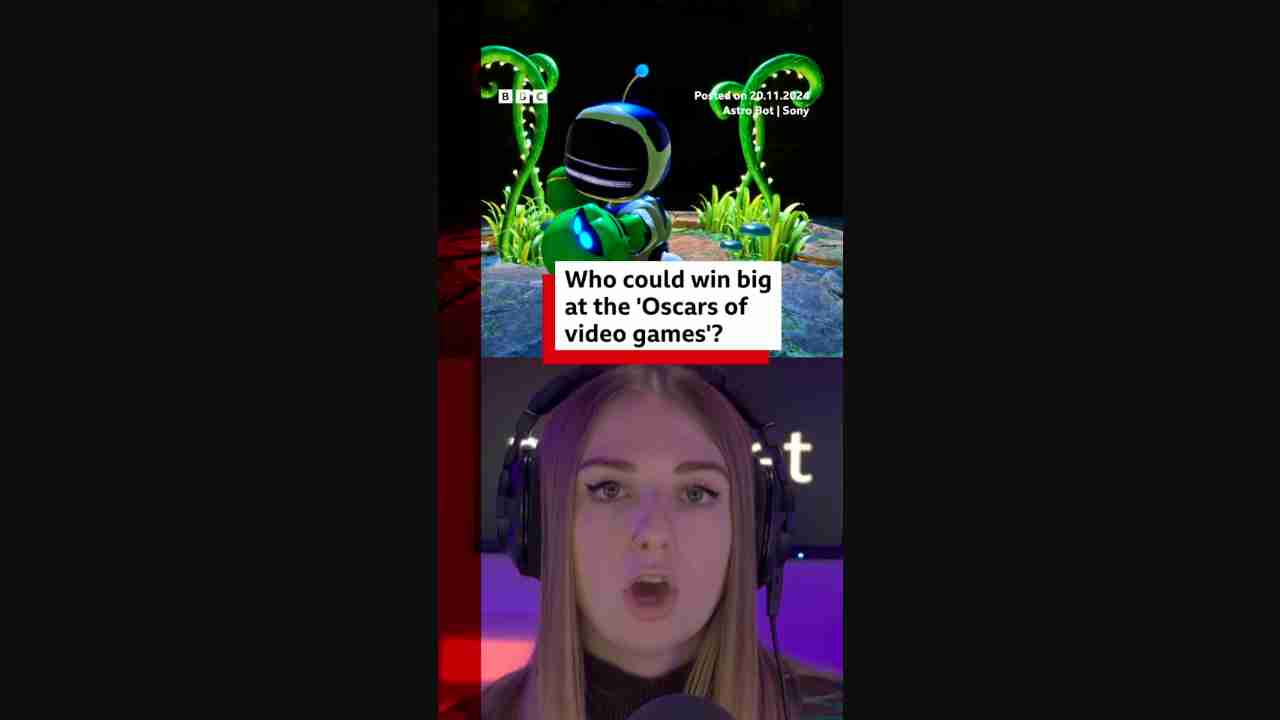 BBC
Posted on 20.11.2024
Astro Bot | Sony
Who could win big
at the 'Oscars of
video games'?